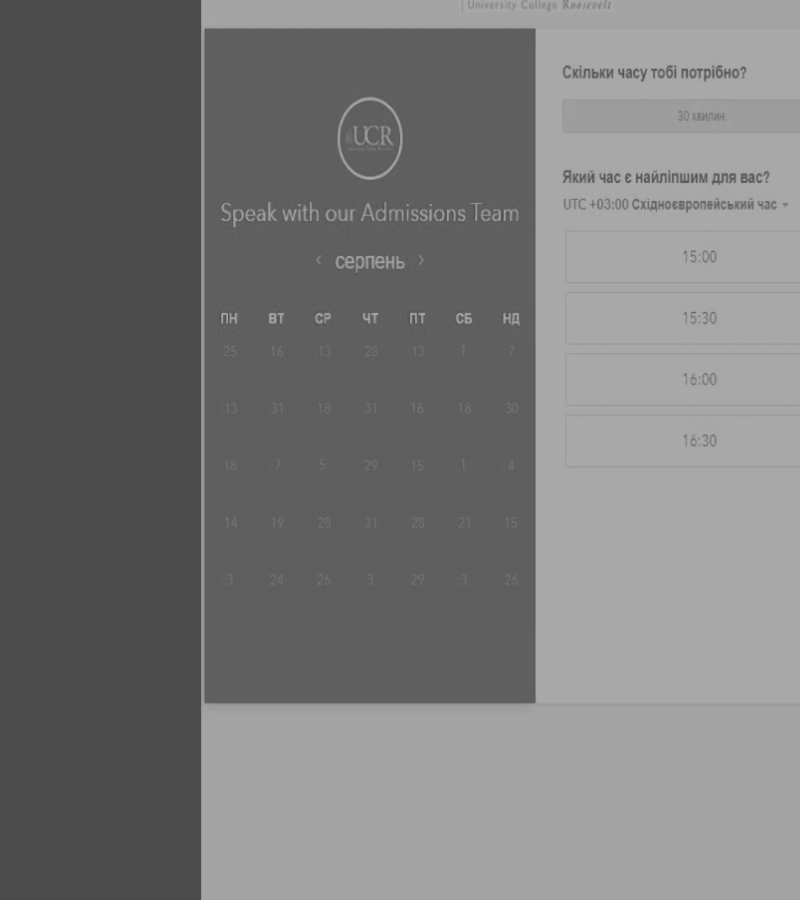 University College Roosevelt
UCR
Speak with our Admissions Team
‹ серпень ›
ПН ВТ СР ЧТ ПТ СБ НД
25 16 13 28 13 1 7
13 31 18 31 16 18 30
18 7 5 29 15 1 4
14 19 28 31 28 21 15
3 24 26 3 29 3 26
Скільки часу тобі потрібно?
30 хвилин
Який час є найліпшим для вас?
UTC +03:00 Східноєвропейський час
15:00
15:30
16:00
16:30